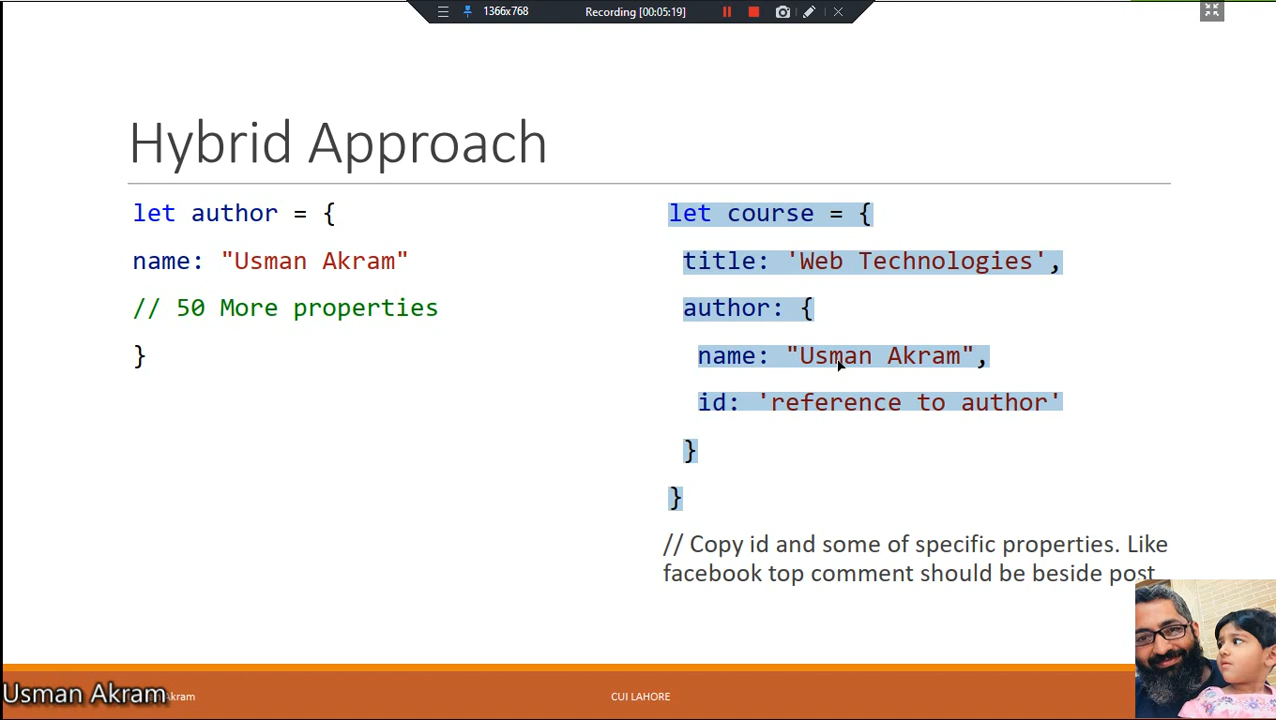 1366x768
Recording [00:05:19]
Hybrid Approach
let author = {
name: "Usman Akram"
// 50 More properties
}
let course = {
title: 'Web Technologies',
author: {
name: "Usman Akram",
id: 'reference to author'
}
}
// Copy id and some of specific properties. Like
facebook top comment should be beside post
Usman Akram
Akram
CUI LAHORE